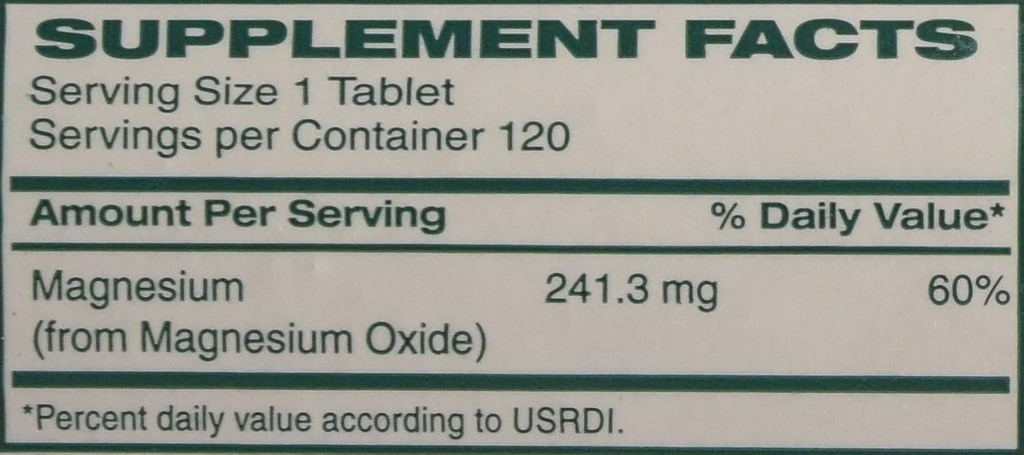 SUPPLEMENT FACTS
Serving Size 1 Tablet
Servings per Container 120
Amount Per Serving % Daily Value*
Magnesium 241.3 mg 60%
(from Magnesium Oxide)
*Percent daily value according to USRDI.